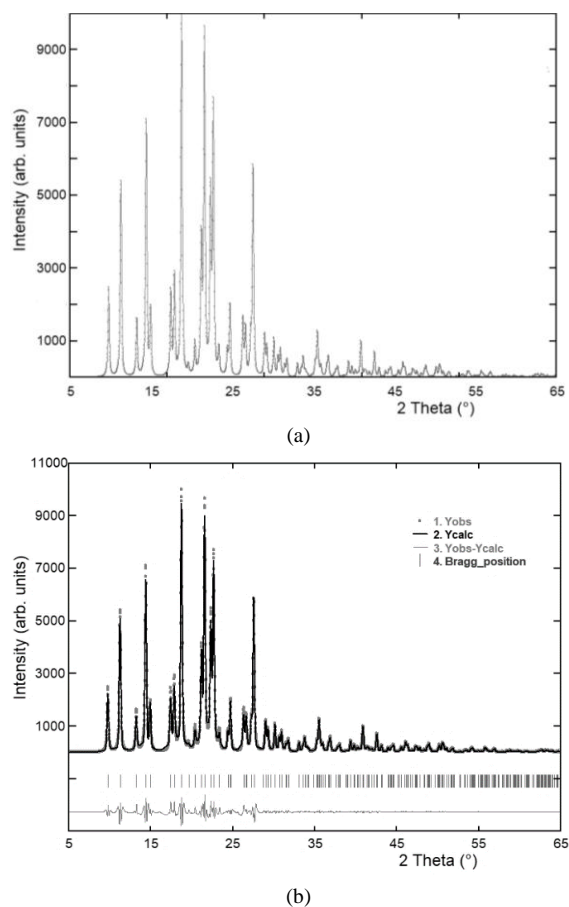 9000
7000
5000
3000
1000
Intensity (arb. units)
5 15 25 35 45 55 65
2 Theta (°)
(a)
11000
9000
7000
5000
3000
1000
Intensity (arb. units)
1. Yobs
2. Ycalc
3. Yobs-Ycalc
4. Bragg_position
5 15 25 35 45 55 65
2 Theta (°)
(b)